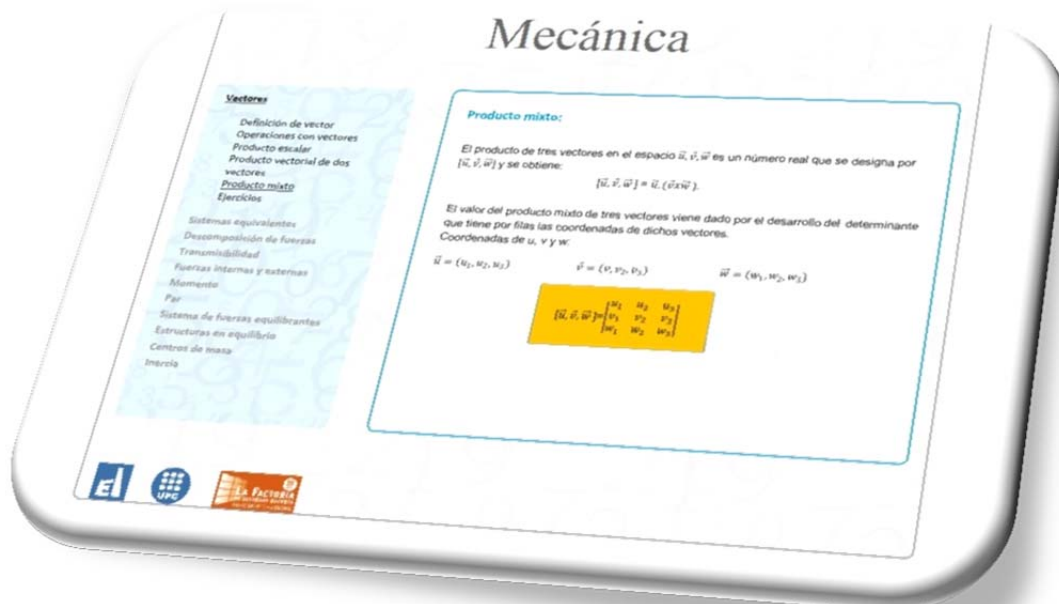 Mecánica
Vectores
Definición de vector
Operaciones con vectores
Producto escalar
Producto vectorial de dos
vectores
Producto mixto
Ejercicios
Sistemas equivalentes
Descomposición de fuerzas
Transmisibilidad
Fuerzas internas y externas
Momento
Par
Sistema de fuerzas equilibrantes
Estructuras en equilibrio
Centros de masa
Inercia
Producto mixto:
El producto de tres vectores en el espacio u⃗, v⃗, w⃗ es un número real que se designa por
[u⃗, v⃗, w⃗] y se obtiene:
[u⃗, v⃗, w⃗] = u⃗. (v⃗xw⃗).
El valor del producto mixto de tres vectores viene dado por el desarrollo del determinante
que tiene por filas las coordenadas de dichos vectores.
Coordenadas de u, v y w:
u⃗ = (u₁, u₂, u₃) v⃗ = (v, v₂, v₃) w⃗ = (w₁, w₂, w₃)
u₁ u₂ u₃
[u⃗, v⃗, w⃗]=|v₁ v₂ v₃|
w₁ w₂ w₃
UPC
LA FACTORIA